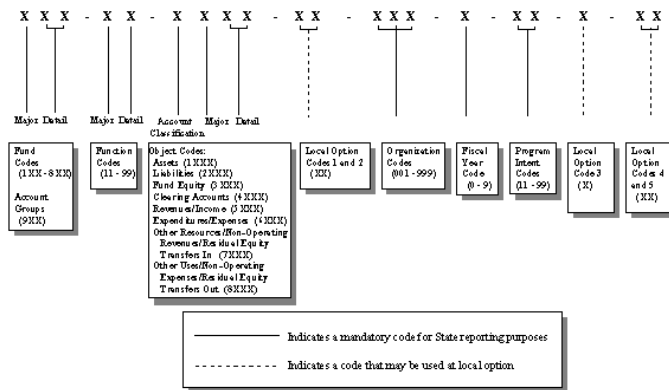 X X X - X - X - X X X X - X X - X X X - X - X X - X - X X
Major Detail Major Detail Account Major Detail
Classification
Fund
Codes
(1XX - 8XX)
Account
Groups
(9XX)
Function
Codes
(11 - 99)
Object Codes:
Assets (1XXX)
Liabilities (2XXX)
Fund Equity (3XXX)
Clearing Accounts (4XXX)
Revenues/Income (5XXX)
Expenditures/Expenses (6XXX)
Other Resources/Non-Operating
Revenues/Residual Equity
Transfers In (7XXX)
Other Uses/Non-Operating
Expenses/Residual Equity
Transfers Out (8XXX)
Local Option
Codes 1 and 2
(XX)
Organization
Codes
(001 - 999)
Fiscal
Year
Code
(0 - 9)
Program
Intent
Codes
(11 - 99)
Local
Option
Code 3
(X)
Local
Option
Codes 4
and 5
(XX)
Indicates a mandatory code for State reporting purposes
Indicates a code that may be used at local option